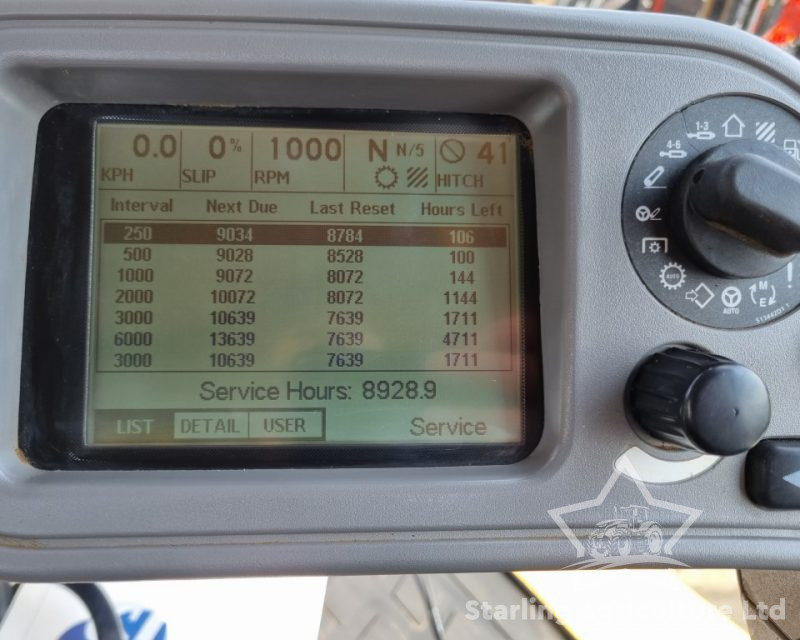 0.0 0% 1000 N N/5 41
KPH SLIP RPM HITCH
Interval Next Due Last Reset Hours Left
250 9034 8784 106
500 9028 8528 100
1000 9072 8072 144
2000 10072 8072 1144
3000 10639 7639 1711
6000 13639 7639 4711
3000 10639 7639 1711
Service Hours: 8928.9
LIST DETAIL USER Service
1-3
4-6
AUTO
AUTO
M
E
!
Starling Agriculture Ltd